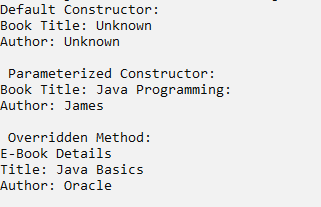 Default Constructor:
Book Title: Unknown
Author: Unknown
Parameterized Constructor:
Book Title: Java Programming:
Author: James
Overridden Method:
E-Book Details
Title: Java Basics
Author: Oracle